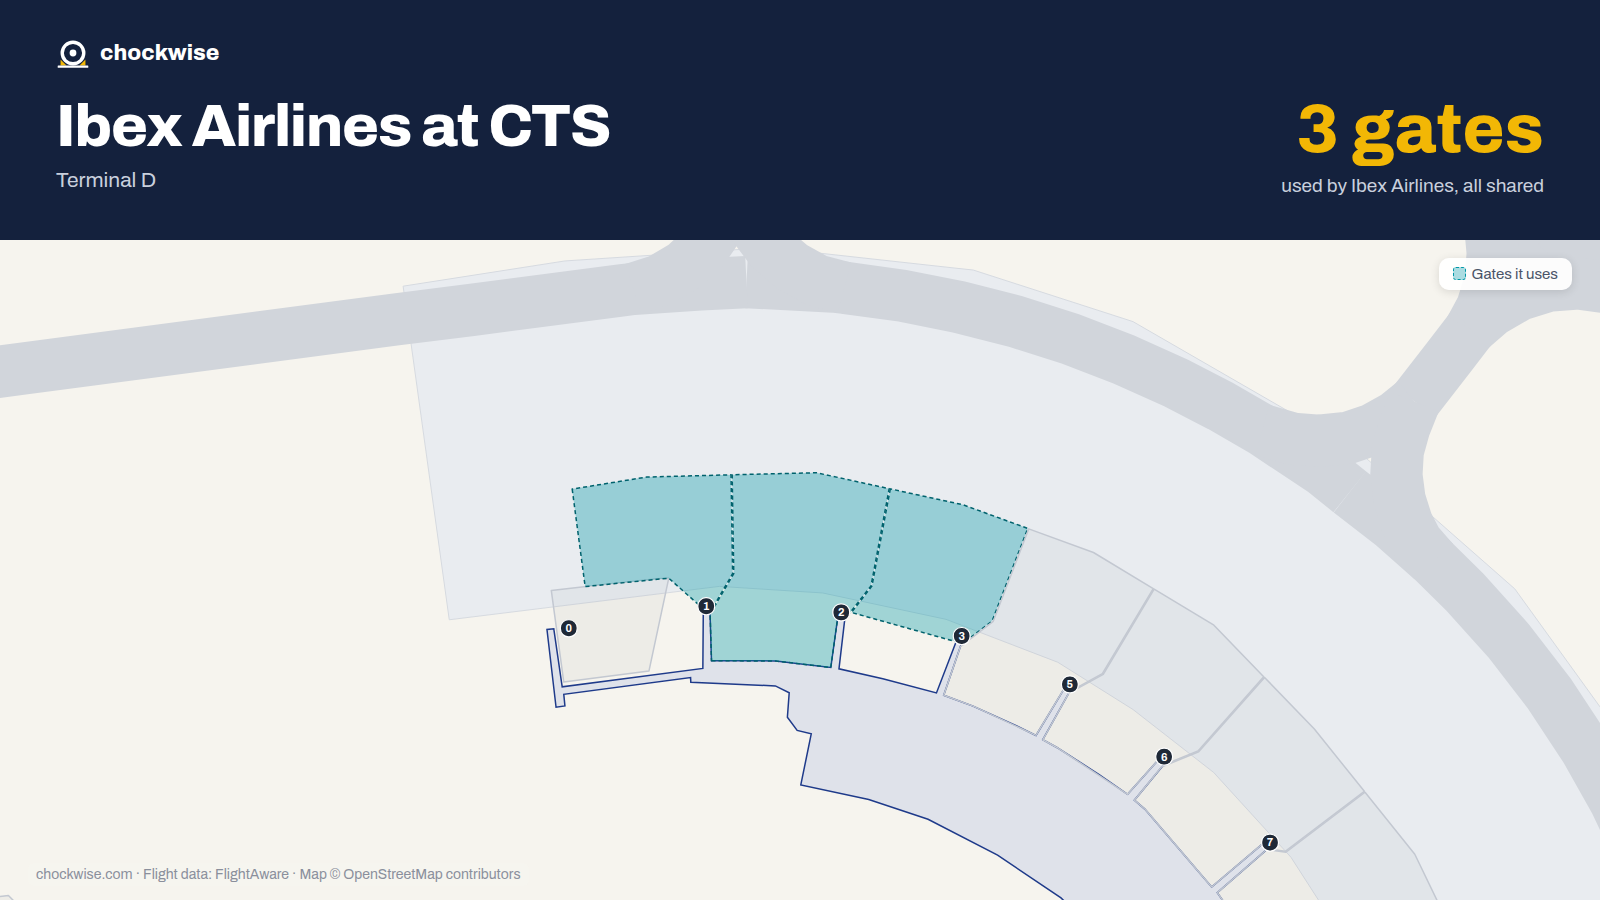 chockwise
Ibex Airlines at CTS
Terminal D
3 gates
used by Ibex Airlines, all shared
Gates it uses
0
1
2
3
5
6
7
chockwise.com · Flight data: FlightAware · Map © OpenStreetMap contributors